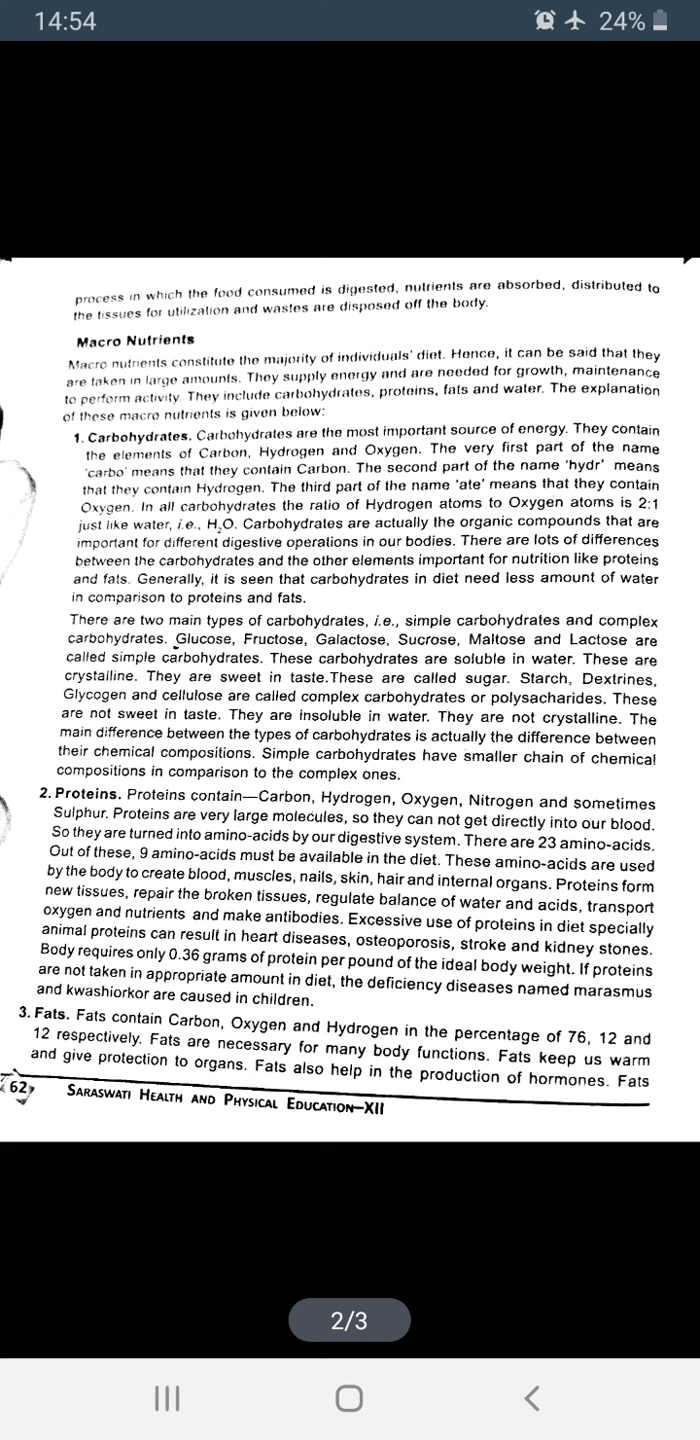 14:54 24%
process in which the food consumed is digested, nutrients are absorbed, distributed to
the tissues for utilization and wastes are disposed off the body.
Macro Nutrients
Macro nutrients constitute the majority of individuals' diet. Hence, it can be said that they
are taken in large amounts. They supply energy and are needed for growth, maintenance
to perform activity. They include carbohydrates, proteins, fats and water. The explanation
of these macro nutrients is given below:
1. Carbohydrates. Carbohydrates are the most important source of energy. They contain
the elements of Carbon, Hydrogen and Oxygen. The very first part of the name
'carbo' means that they contain Carbon. The second part of the name 'hydr' means
that they contain Hydrogen. The third part of the name 'ate' means that they contain
Oxygen. In all carbohydrates the ratio of Hydrogen atoms to Oxygen atoms is 2:1
just like water, i.e., H₂O. Carbohydrates are actually the organic compounds that are
important for different digestive operations in our bodies. There are lots of differences
between the carbohydrates and the other elements important for nutrition like proteins
and fats. Generally, it is seen that carbohydrates in diet need less amount of water
in comparison to proteins and fats.
There are two main types of carbohydrates, i.e., simple carbohydrates and complex
carbohydrates. Glucose, Fructose, Galactose, Sucrose, Maltose and Lactose are
called simple carbohydrates. These carbohydrates are soluble in water. These are
crystalline. They are sweet in taste.These are called sugar. Starch, Dextrines,
Glycogen and cellulose are called complex carbohydrates or polysacharides. These
are not sweet in taste. They are insoluble in water. They are not crystalline. The
main difference between the types of carbohydrates is actually the difference between
their chemical compositions. Simple carbohydrates have smaller chain of chemical
compositions in comparison to the complex ones.
2. Proteins. Proteins contain—Carbon, Hydrogen, Oxygen, Nitrogen and sometimes
Sulphur. Proteins are very large molecules, so they can not get directly into our blood.
So they are turned into amino-acids by our digestive system. There are 23 amino-acids.
Out of these, 9 amino-acids must be available in the diet. These amino-acids are used
by the body to create blood, muscles, nails, skin, hair and internal organs. Proteins form
new tissues, repair the broken tissues, regulate balance of water and acids, transport
oxygen and nutrients and make antibodies. Excessive use of proteins in diet specially
animal proteins can result in heart diseases, osteoporosis, stroke and kidney stones.
Body requires only 0.36 grams of protein per pound of the ideal body weight. If proteins
are not taken in appropriate amount in diet, the deficiency diseases named marasmus
and kwashiorkor are caused in children.
3. Fats. Fats contain Carbon, Oxygen and Hydrogen in the percentage of 76, 12 and
12 respectively. Fats are necessary for many body functions. Fats keep us warm
and give protection to organs. Fats also help in the production of hormones. Fats
62 SARASWATI HEALTH AND PHYSICAL EDUCATION—XII
2/3